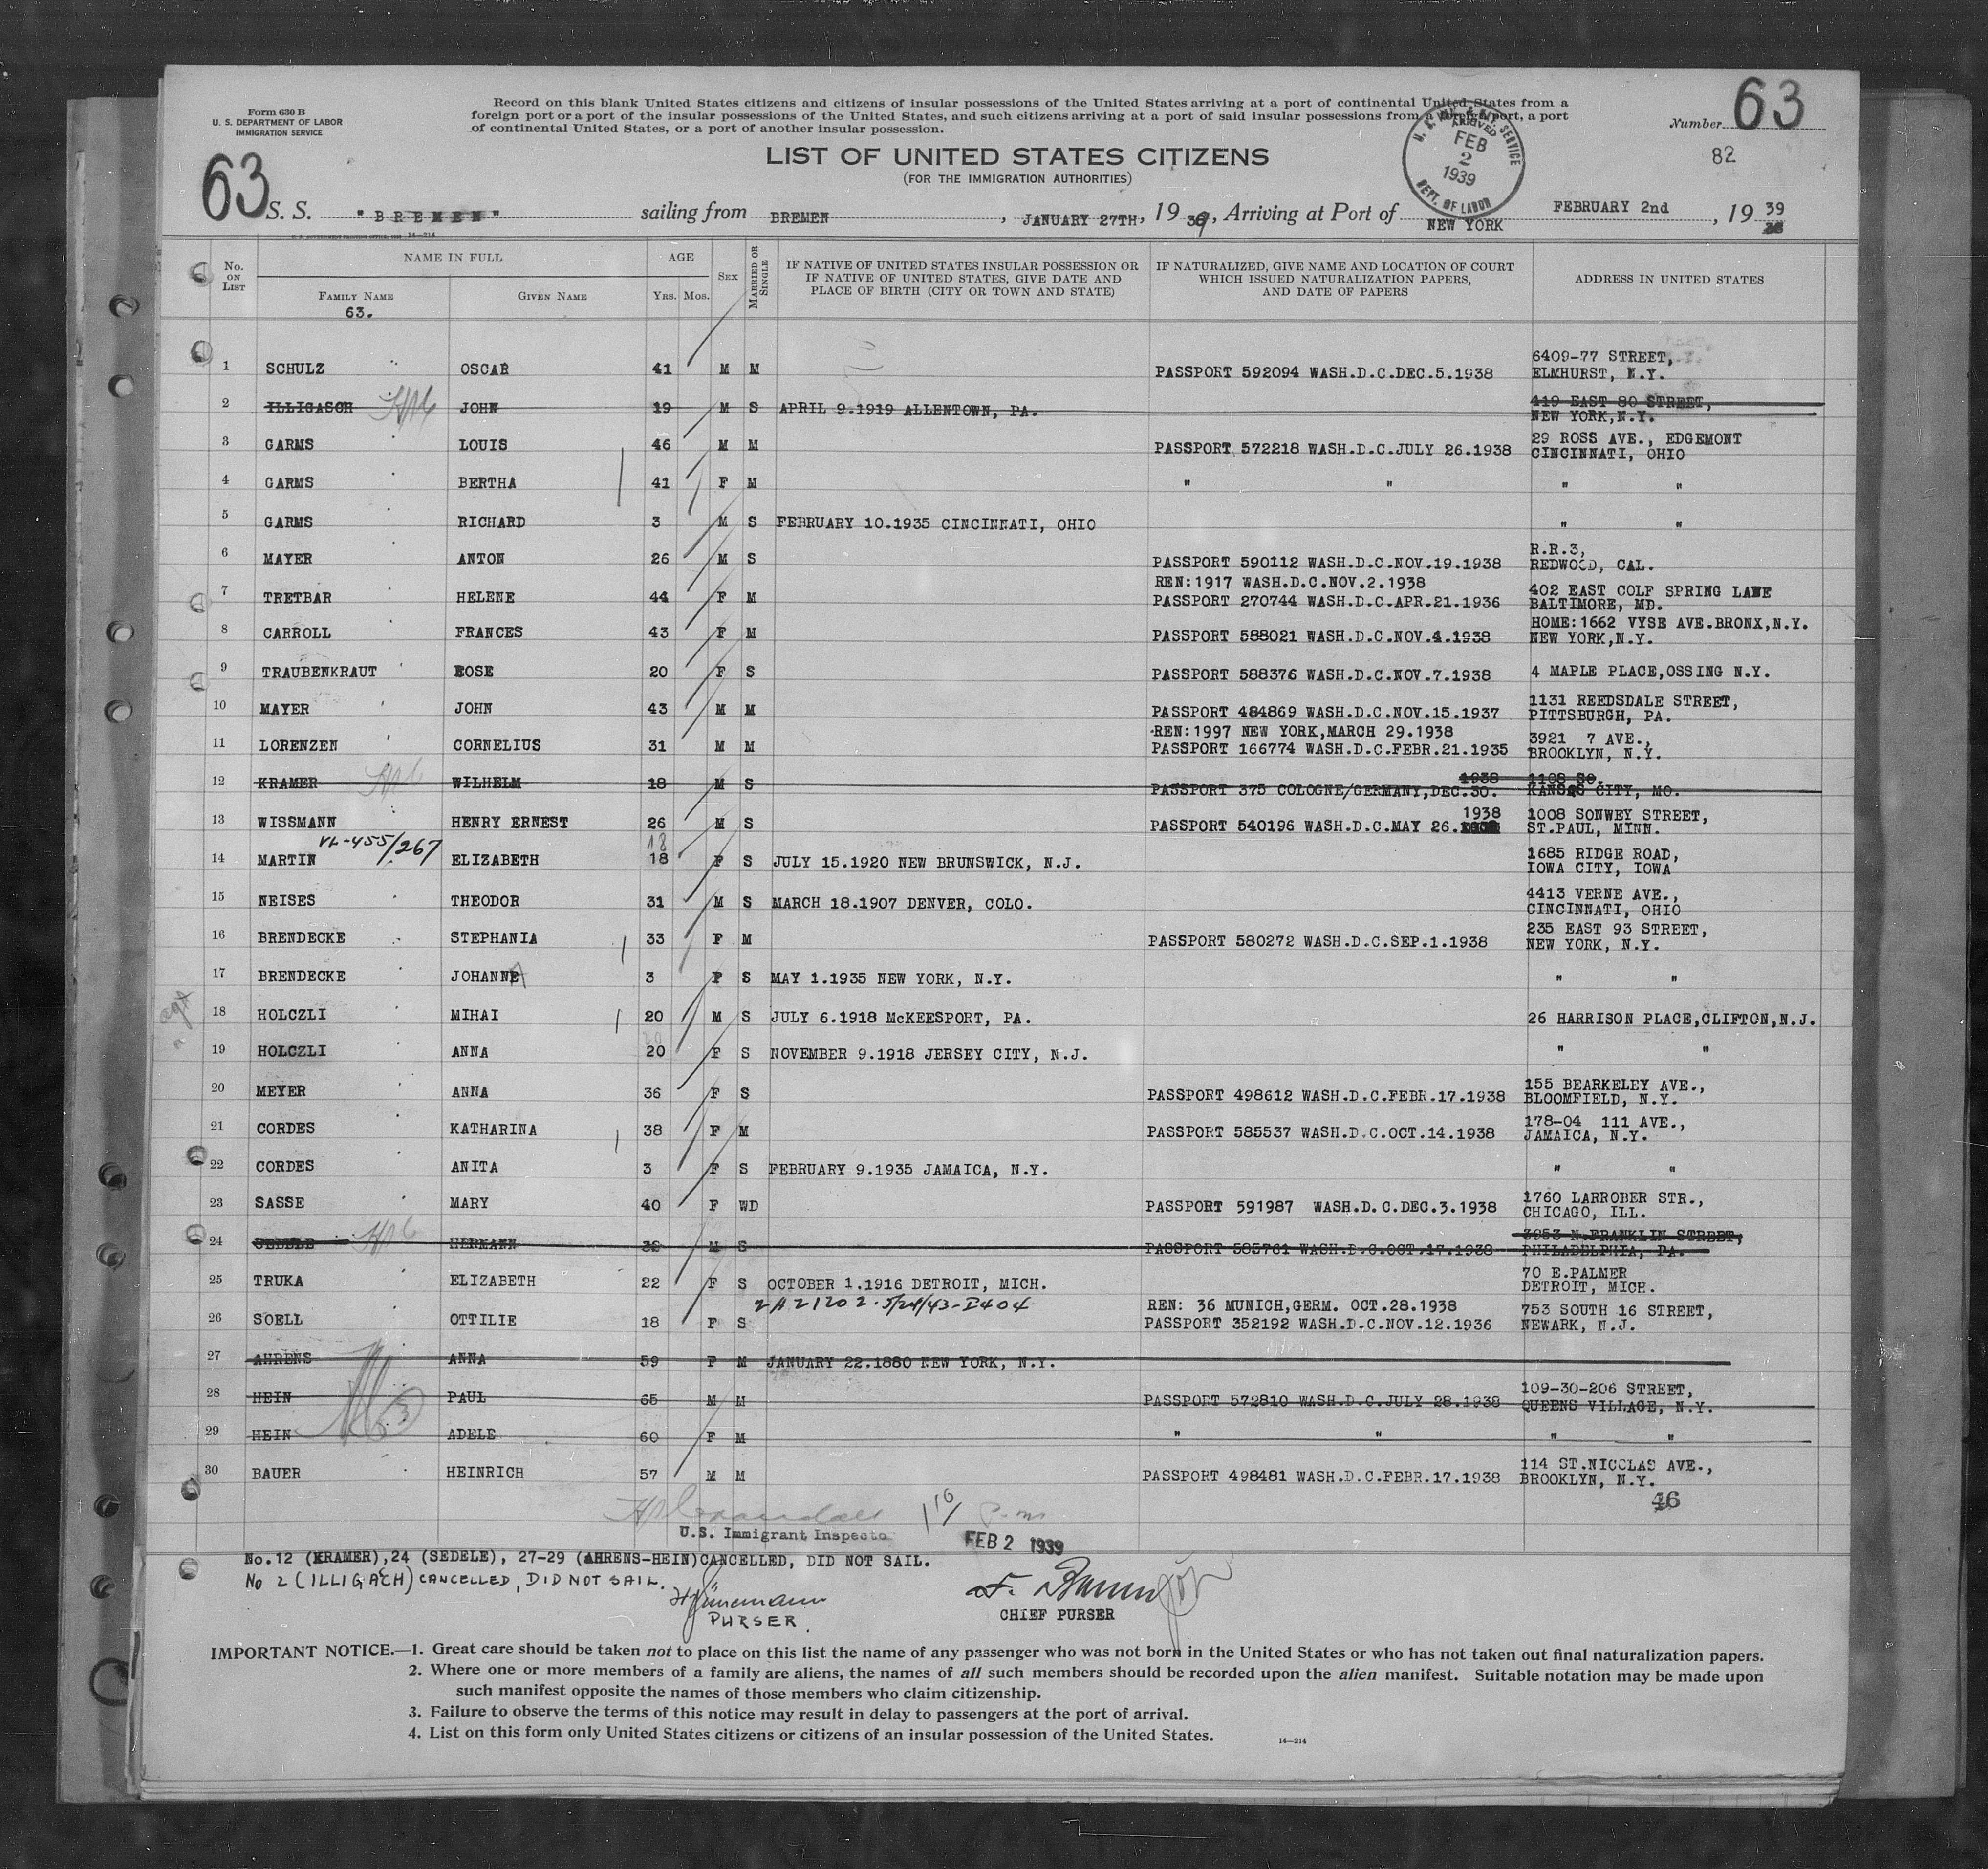 Form 630 B
U. S. DEPARTMENT OF LABOR
IMMIGRATION SERVICE
Record on this blank United States citizens and citizens of insular possessions of the United States arriving at a port of continental United States from a
foreign port or a port of the insular possessions of the United States, and such citizens arriving at a port of said insular possessions from a foreign port, a port
of continental United States, or a port of another insular possession.
Number 63
82
LIST OF UNITED STATES CITIZENS
(FOR THE IMMIGRATION AUTHORITIES)
ARRIVED FEB 2 1939 DEPT. OF LABOR
63 S. S. "BREMEN" sailing from BREMEN, JANUARY 27TH, 1939, Arriving at Port of NEW YORK FEBRUARY 2nd, 19 39
No. ON LIST NAME IN FULL AGE SEX MARRIED OR SINGLE IF NATIVE OF UNITED STATES INSULAR POSSESSION OR IF NATIVE OF UNITED STATES, GIVE DATE AND PLACE OF BIRTH (CITY OR TOWN AND STATE) IF NATURALIZED, GIVE NAME AND LOCATION OF COURT WHICH ISSUED NATURALIZATION PAPERS, AND DATE OF PAPERS ADDRESS IN UNITED STATES
FAMILY NAME GIVEN NAME Yrs. Mos.
63.
1 SCHULZ OSCAR 41 M M PASSPORT 592094 WASH.D.C.DEC.5.1938 6409-77 STREET, ELMHURST, N.Y.
2 ILLIGASCH JOHN 19 M S APRIL 9.1919 ALLENTOWN, PA. 419 EAST 80 STREET, NEW YORK,N.Y.
3 GARMS LOUIS 46 M M PASSPORT 572218 WASH.D.C.JULY 26.1938 29 ROSS AVE., EDGEMONT CINCINNATI, OHIO
4 GARMS BERTHA 41 F M " " " "
5 GARMS RICHARD 3 M S FEBRUARY 10.1935 CINCINNATI, OHIO " "
6 MAYER ANTON 26 M S PASSPORT 590112 WASH.D.C.NOV.19.1938 R.R.3, REDWOOD, CAL.
7 TRETBAR HELENE 44 F M REN:1917 WASH.D.C.NOV.2.1938 PASSPORT 270744 WASH.D.C.APR.21.1936 402 EAST COLF SPRING LANE BALTIMORE, MD.
8 CARROLL FRANCES 43 F M PASSPORT 588021 WASH.D.C.NOV.4.1938 HOME:1662 VYSE AVE.BRONX,N.Y. NEW YORK,N.Y.
9 TRAUBENKRAUT ROSE 20 F S PASSPORT 588376 WASH.D.C.NOV.7.1938 4 MAPLE PLACE,OSSING N.Y.
10 MAYER JOHN 43 M M PASSPORT 484869 WASH.D.C.NOV.15.1937 1131 REEDSDALE STREET, PITTSBURGH, PA.
11 LORENZEN CORNELIUS 31 M M REN:1997 NEW YORK,MARCH 29.1938 PASSPORT 166774 WASH.D.C.FEBR.21.1935 3921 7 AVE., BROOKLYN, N.Y.
12 KRAMER WILHELM 18 M S PASSPORT 375 COLOGNE/GERMANY,DEC.30. 1938 1108 SO. KANSAS CITY, MO.
13 WISSMANN HENRY ERNEST 26 M S PASSPORT 540196 WASH.D.C.MAY 26. 1938 1008 SONWEY STREET, ST.PAUL, MINN.
VL-455/267 18
14 MARTIN ELIZABETH 18 F S JULY 15.1920 NEW BRUNSWICK, N.J. 1685 RIDGE ROAD, IOWA CITY, IOWA
15 NEISES THEODOR 31 M S MARCH 18.1907 DENVER, COLO. 4413 VERNE AVE., CINCINNATI, OHIO
16 BRENDECKE STEPHANIA 33 F M PASSPORT 580272 WASH.D.C.SEP.1.1938 235 EAST 93 STREET, NEW YORK, N.Y.
17 BRENDECKE JOHANNA 3 F S MAY 1.1935 NEW YORK, N.Y. " "
18 HOLCZLI MIHAI 20 M S JULY 6.1918 McKEESPORT, PA. 26 HARRISON PLACE,CLIFTON,N.J.
19 HOLCZLI ANNA 20 F S NOVEMBER 9.1918 JERSEY CITY, N.J. " "
20 MEYER ANNA 36 F S PASSPORT 498612 WASH.D.C.FEBR.17.1938 155 BEARKELEY AVE., BLOOMFIELD, N.Y.
21 CORDES KATHARINA 38 F M PASSPORT 585537 WASH.D.C.OCT.14.1938 178-04 111 AVE., JAMAICA, N.Y.
22 CORDES ANITA 3 F S FEBRUARY 9.1935 JAMAICA, N.Y. " "
23 SASSE MARY 40 F WD PASSPORT 591987 WASH.D.C.DEC.3.1938 1760 LARROBER STR., CHICAGO, ILL.
24 SEDELE HERMANN M S PASSPORT 585761 WASH.D.C.OCT.17.1938 3953 N.FRANKLIN STREET, PHILADELPHIA, PA.
25 TRUKA ELIZABETH 22 F S OCTOBER 1.1916 DETROIT, MICH. 70 E.PALMER DETROIT, MICH.
26 SOELL OTTILIE 18 F S REN: 36 MUNICH,GERM. OCT.28.1938 PASSPORT 352192 WASH.D.C.NOV.12.1936 753 SOUTH 16 STREET, NEWARK, N.J.
27 AHRENS ANNA 59 F M JANUARY 22.1880 NEW YORK, N.Y.
28 HEIN PAUL 65 M M PASSPORT 572810 WASH.D.C.JULY 28.1938 109-30-206 STREET, QUEENS VILLAGE, N.Y.
29 HEIN ADELE 60 F M " " " "
30 BAUER HEINRICH 57 M M PASSPORT 498481 WASH.D.C.FEBR.17.1938 114 ST.NICOLAS AVE., BROOKLYN, N.Y.
46
U.S. Immigrant Inspecto FEB 2 1939
No.12 (KRAMER),24 (SEDELE), 27-29 (AHRENS-HEIN)CANCELLED, DID NOT SAIL.
No 2 (ILLIGACH) CANCELLED, DID NOT SAIL.
PURSER.
CHIEF PURSER
IMPORTANT NOTICE.—1. Great care should be taken not to place on this list the name of any passenger who was not born in the United States or who has not taken out final naturalization papers.
2. Where one or more members of a family are aliens, the names of all such members should be recorded upon the alien manifest. Suitable notation may be made upon
such manifest opposite the names of those members who claim citizenship.
3. Failure to observe the terms of this notice may result in delay to passengers at the port of arrival.
4. List on this form only United States citizens or citizens of an insular possession of the United States.
14—214